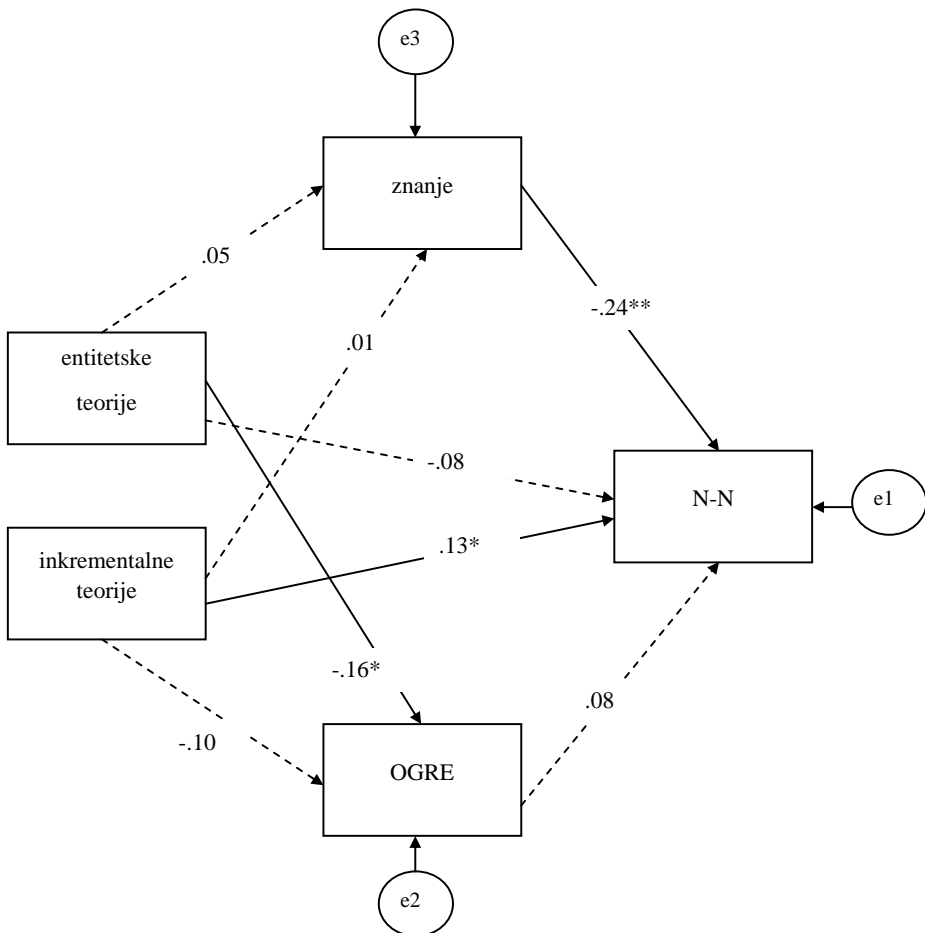 e3
znanje
.05
-.24**
.01
entitetske
teorije
-.08
N-N
e1
.13*
inkrementalne
teorije
-.16*
.08
-.10
OGRE
e2